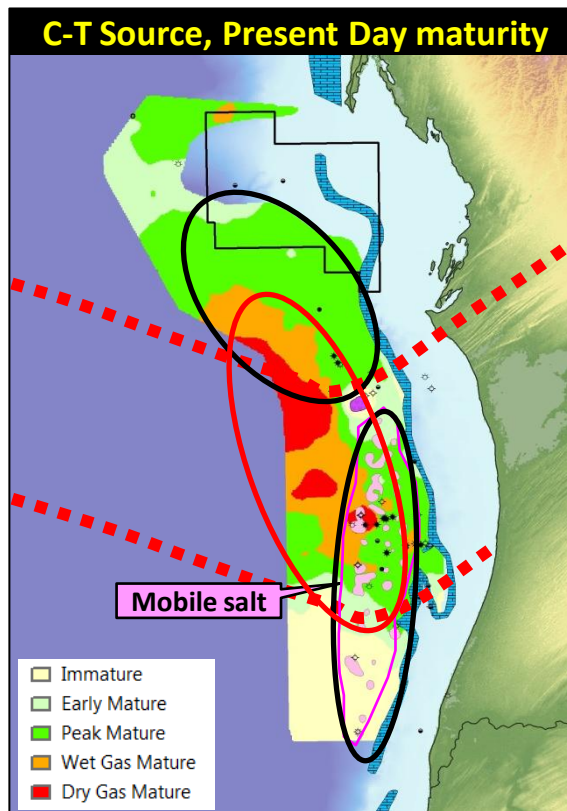 C-T Source, Present Day maturity
Mobile salt
Immature
Early Mature
Peak Mature
Wet Gas Mature
Dry Gas Mature